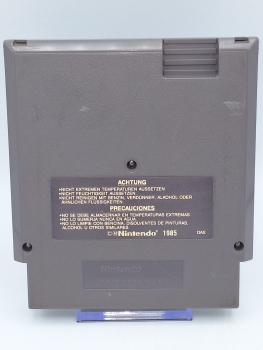 ACHTUNG
•NICHT EXTREMEN TEMPERATUREN AUSSETZEN
•NICHT FEUCHTIGKEIT AUSSETZEN
•NICHT REINIGEN MIT BENZIN, VERDÜNNER, ALKOHOL ODER
ÄHNLICHEN FLÜSSIGKEITEN
PRECAUCIONES
•NO SE DEBE ALMACENAR EN TEMPERATURAS EXTREMAS
•NO LO SUMERJA NUNCA EN AGUA
•NO LO LIMPIE CON BENCINA, DISOLVENTES DE PINTURAS,
ALCOHOL U OTROS SIMILARES
©®Nintendo® 1985
DAS
Nintendo